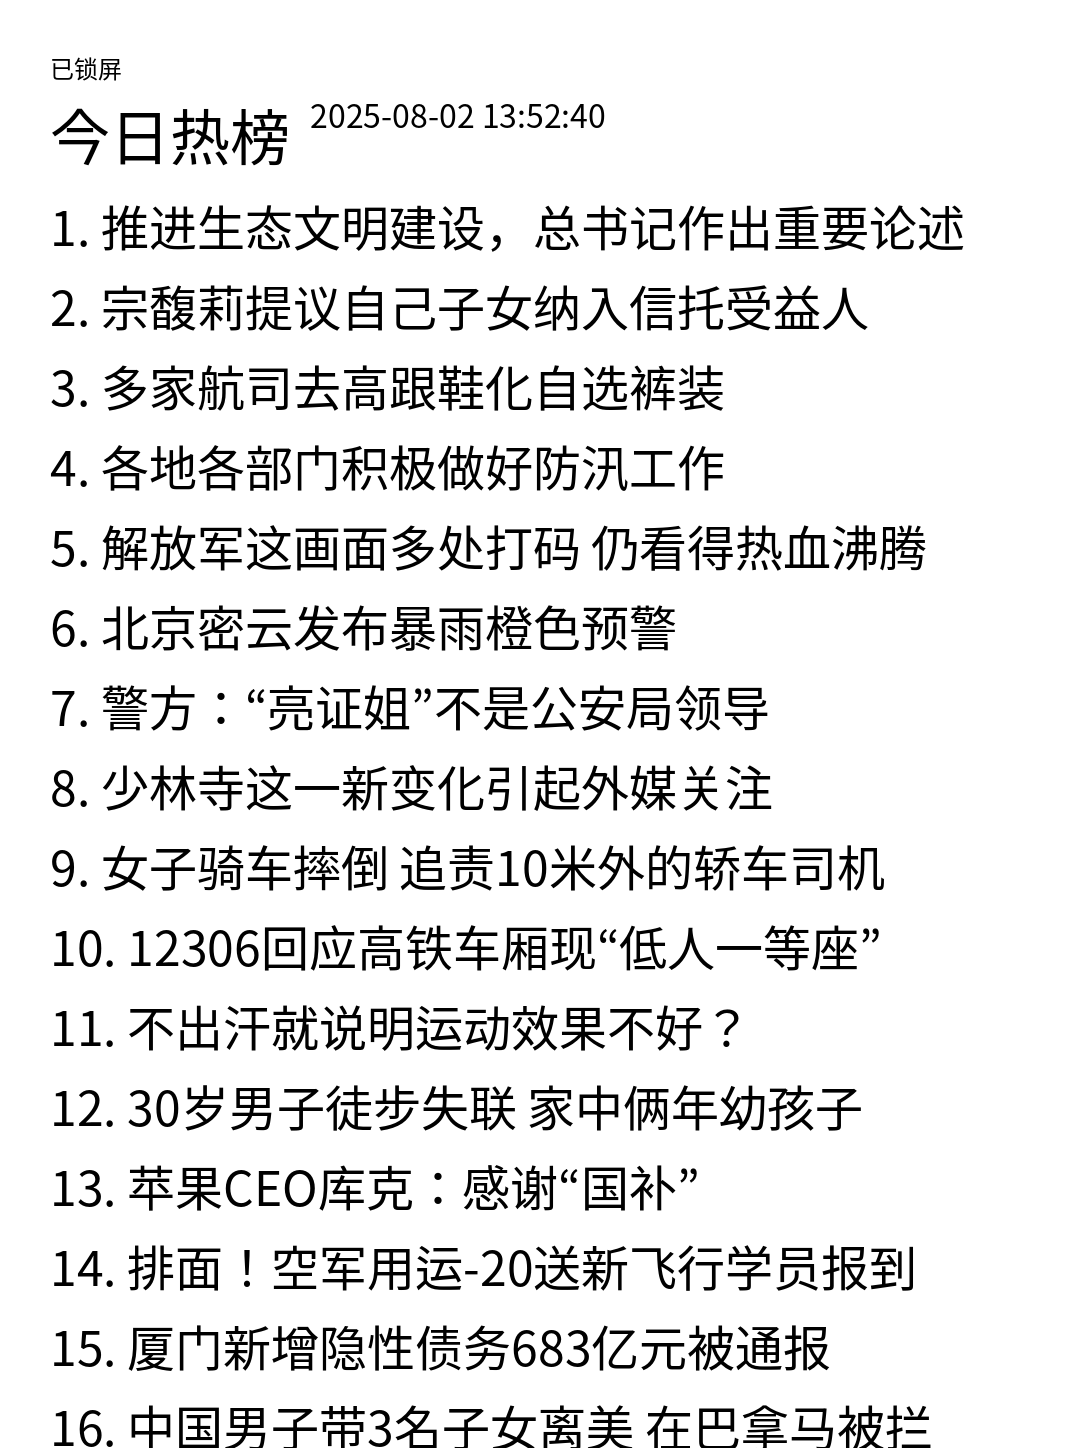 已锁屏
今日热榜 2025-08-02 13:52:40
1. 推进生态文明建设，总书记作出重要论述
2. 宗馥莉提议自己子女纳入信托受益人
3. 多家航司去高跟鞋化自选裤装
4. 各地各部门积极做好防汛工作
5. 解放军这画面多处打码 仍看得热血沸腾
6. 北京密云发布暴雨橙色预警
7. 警方：“亮证姐”不是公安局领导
8. 少林寺这一新变化引起外媒关注
9. 女子骑车摔倒 追责10米外的轿车司机
10. 12306回应高铁车厢现“低人一等座”
11. 不出汗就说明运动效果不好？
12. 30岁男子徒步失联 家中俩年幼孩子
13. 苹果CEO库克：感谢“国补”
14. 排面！空军用运-20送新飞行学员报到
15. 厦门新增隐性债务683亿元被通报
16. 中国男子带3名子女离美 在巴拿马被拦